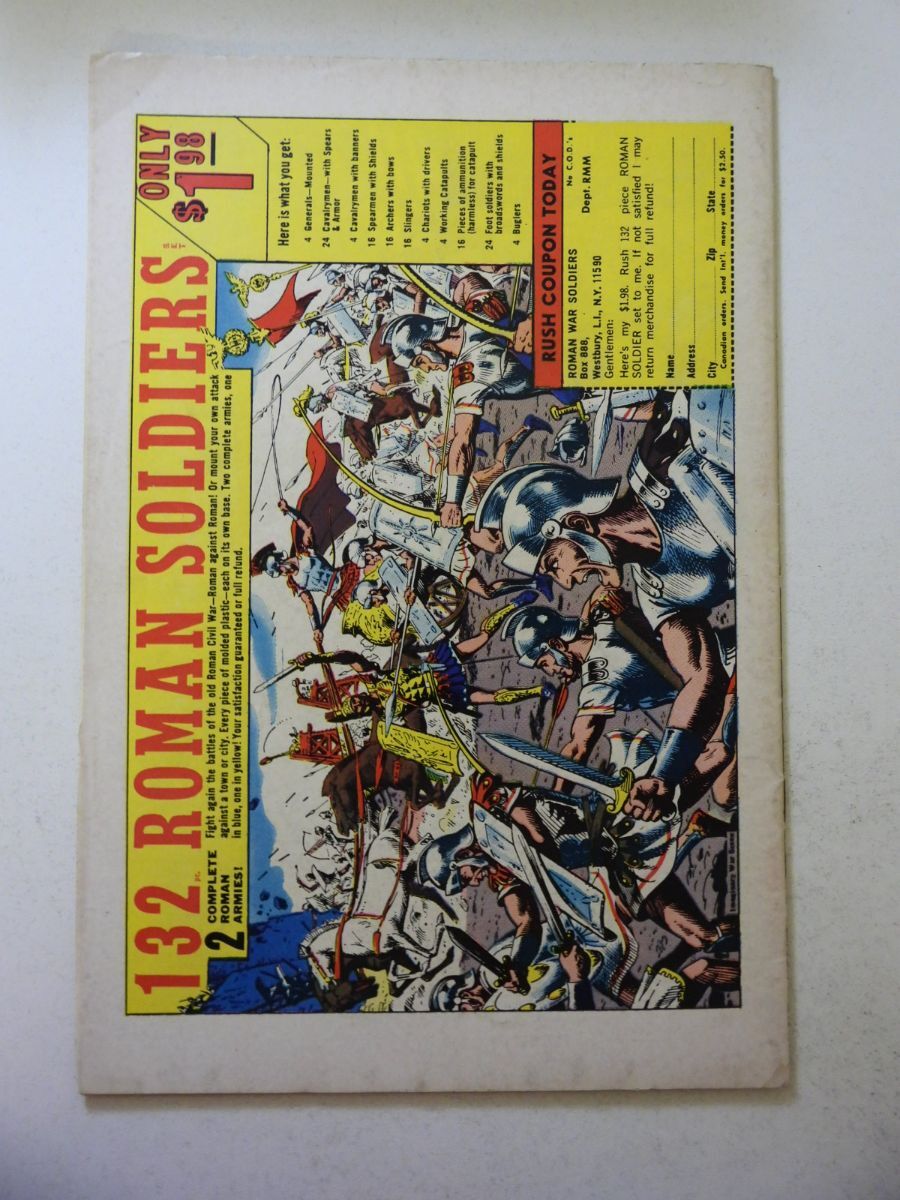 132 PC. ROMAN SOLDIERS SET
ONLY
$1.98
2 COMPLETE
ROMAN
ARMIES!
Fight again the battles of the old Roman Civil War—Roman against Roman! Or mount your own attack
against a town or city. Every piece of molded plastic—each on its own base. Two complete armies, one
in blue, one in yellow! Your satisfaction guaranteed or full refund.
Here is what you get:
4 Generals—Mounted
24 Cavalrymen—with Spears
& Armor
4 Cavalrymen with banners
16 Spearmen with Shields
16 Archers with bows
16 Slingers
4 Chariots with drivers
4 Working Catapults
16 Pieces of ammunition
(harmless) for catapult
24 Foot soldiers with
broadswords and shields
4 Buglers
RUSH COUPON TODAY
ROMAN WAR SOLDIERS No C.O.D.'s
Box 888, Dept. RMM
Westbury, L.I., N.Y. 11590
Gentlemen:
Here's my $1.98. Rush 132 piece ROMAN
SOLDIER set to me. If not satisfied I may
return merchandise for full refund!
Name
Address
City Zip State
Canadian orders. Send Int'l. money orders for $2.50.
B
B
Legionary War Scene